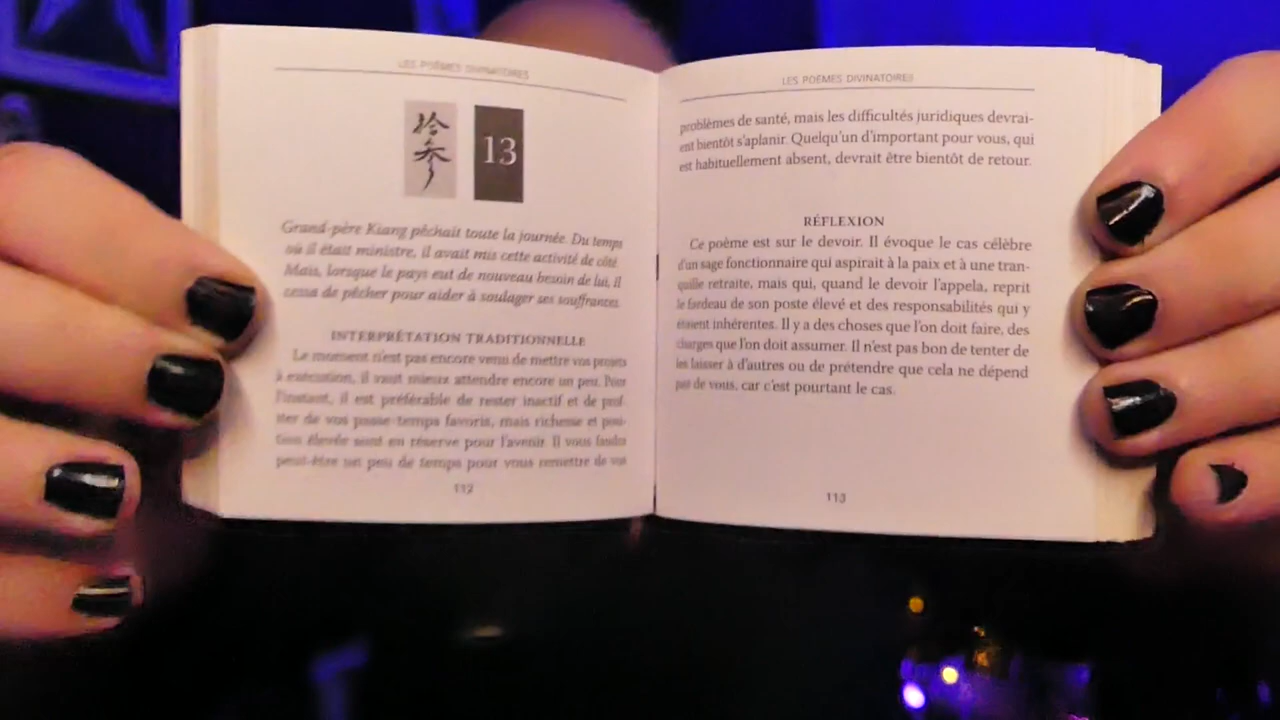 LES POÈMES DIVINATOIRES
拾
参
13
Grand-père Kiang pêchait toute la journée. Du temps
où il était ministre, il avait mis cette activité de côté.
Mais, lorsque le pays eut de nouveau besoin de lui, il
cessa de pêcher pour aider à soulager ses souffrances.
INTERPRÉTATION TRADITIONNELLE
Le moment n'est pas encore venu de mettre vos projets
à exécution, il vaut mieux attendre encore un peu. Pour
l'instant, il est préférable de rester inactif et de prof-
iter de vos passe-temps favoris, mais richesse et posi-
tion élevée sont en réserve pour l'avenir. Il vous faudra
peut-être un peu de temps pour vous remettre de vos
112
LES POÈMES DIVINATOIRES
problèmes de santé, mais les difficultés juridiques devrai-
ent bientôt s'aplanir. Quelqu'un d'important pour vous, qui
est habituellement absent, devrait être bientôt de retour.
RÉFLEXION
Ce poème est sur le devoir. Il évoque le cas célèbre
d'un sage fonctionnaire qui aspirait à la paix et à une tran-
quille retraite, mais qui, quand le devoir l'appela, reprit
le fardeau de son poste élevé et des responsabilités qui y
étaient inhérentes. Il y a des choses que l'on doit faire, des
charges que l'on doit assumer. Il n'est pas bon de tenter de
les laisser à d'autres ou de prétendre que cela ne dépend
pas de vous, car c'est pourtant le cas.
113